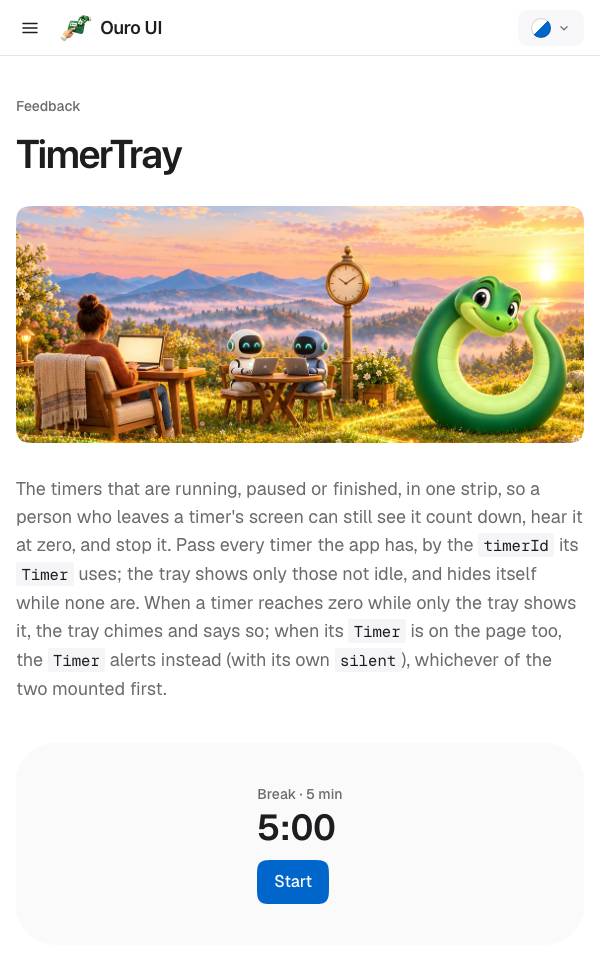 Ouro UI
Feedback
TimerTray
The timers that are running, paused or finished, in one strip, so a
person who leaves a timer's screen can still see it count down, hear it
at zero, and stop it. Pass every timer the app has, by the timerId its
Timer uses; the tray shows only those not idle, and hides itself
while none are. When a timer reaches zero while only the tray shows
it, the tray chimes and says so; when its Timer is on the page too,
the Timer alerts instead (with its own silent), whichever of the
two mounted first.
Break · 5 min
5:00
Start